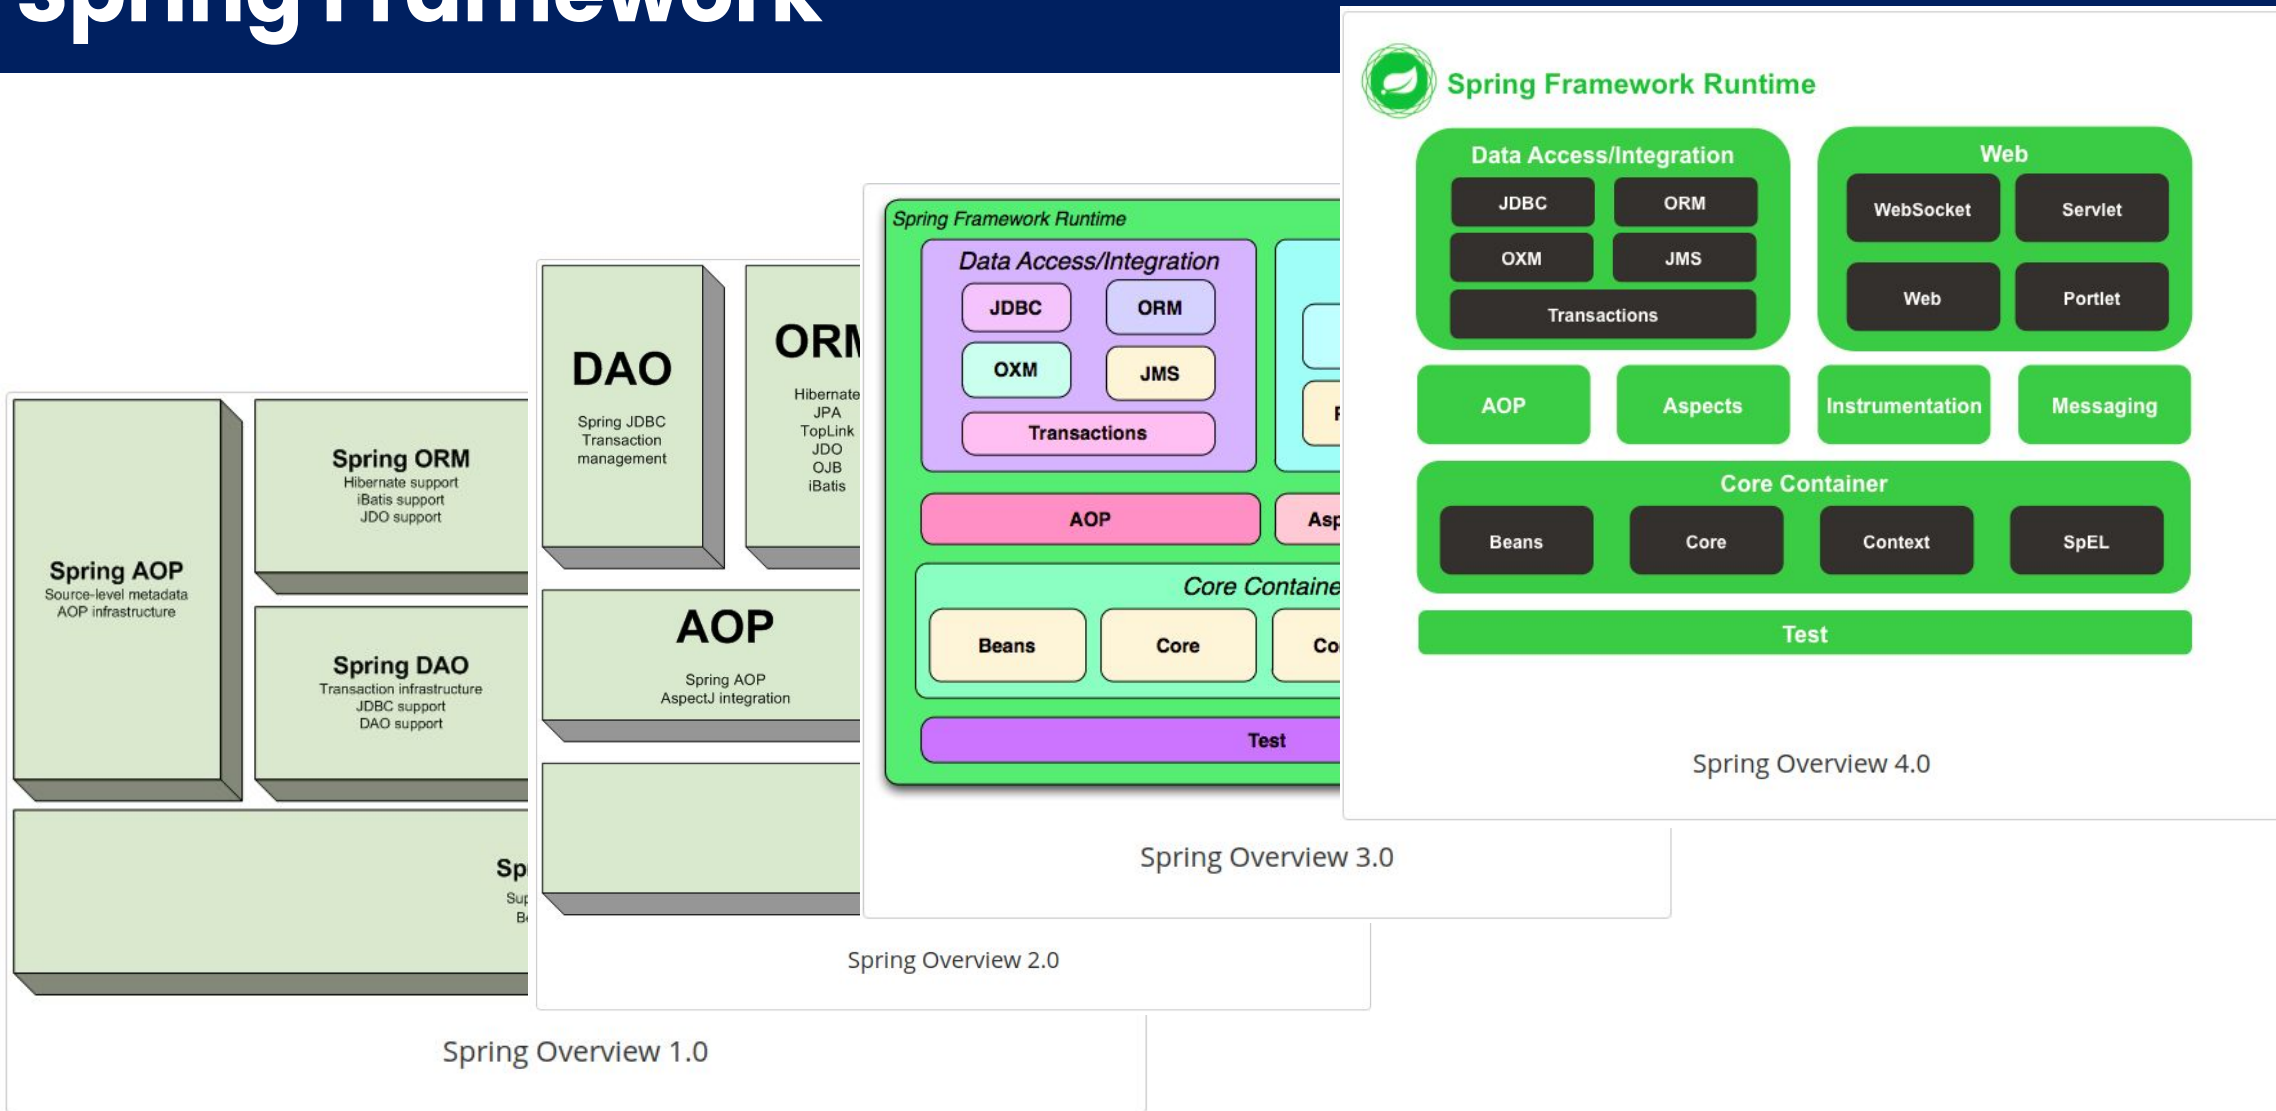 Spring Framework
Spring AOP
Source-level metadata
AOP infrastructure
Spring ORM
Hibernate support
iBatis support
JDO support
Spring DAO
Transaction infrastructure
JDBC support
DAO support
Spring Overview 1.0
DAO
Spring JDBC
Transaction
management
Hibernate
JPA
TopLink
JDO
OJB
iBatis
AOP
Spring AOP
AspectJ integration
Spring Overview 2.0
Spring Framework Runtime
Data Access/Integration
JDBC ORM
OXM JMS
Transactions
AOP
Core
Beans Core
Test
Spring Overview 3.0
Spring Framework Runtime
Data Access/Integration
JDBC ORM
OXM JMS
Transactions
Web
WebSocket Servlet
Web Portlet
AOP Aspects Instrumentation Messaging
Core Container
Beans Core Context SpEL
Test
Spring Overview 4.0